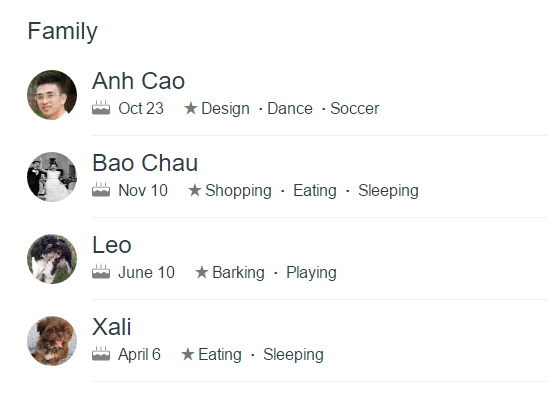 Family
Anh Cao
Oct 23 ★ Design · Dance · Soccer
Bao Chau
Nov 10 ★ Shopping · Eating · Sleeping
Leo
June 10 ★ Barking · Playing
Xali
April 6 ★ Eating · Sleeping